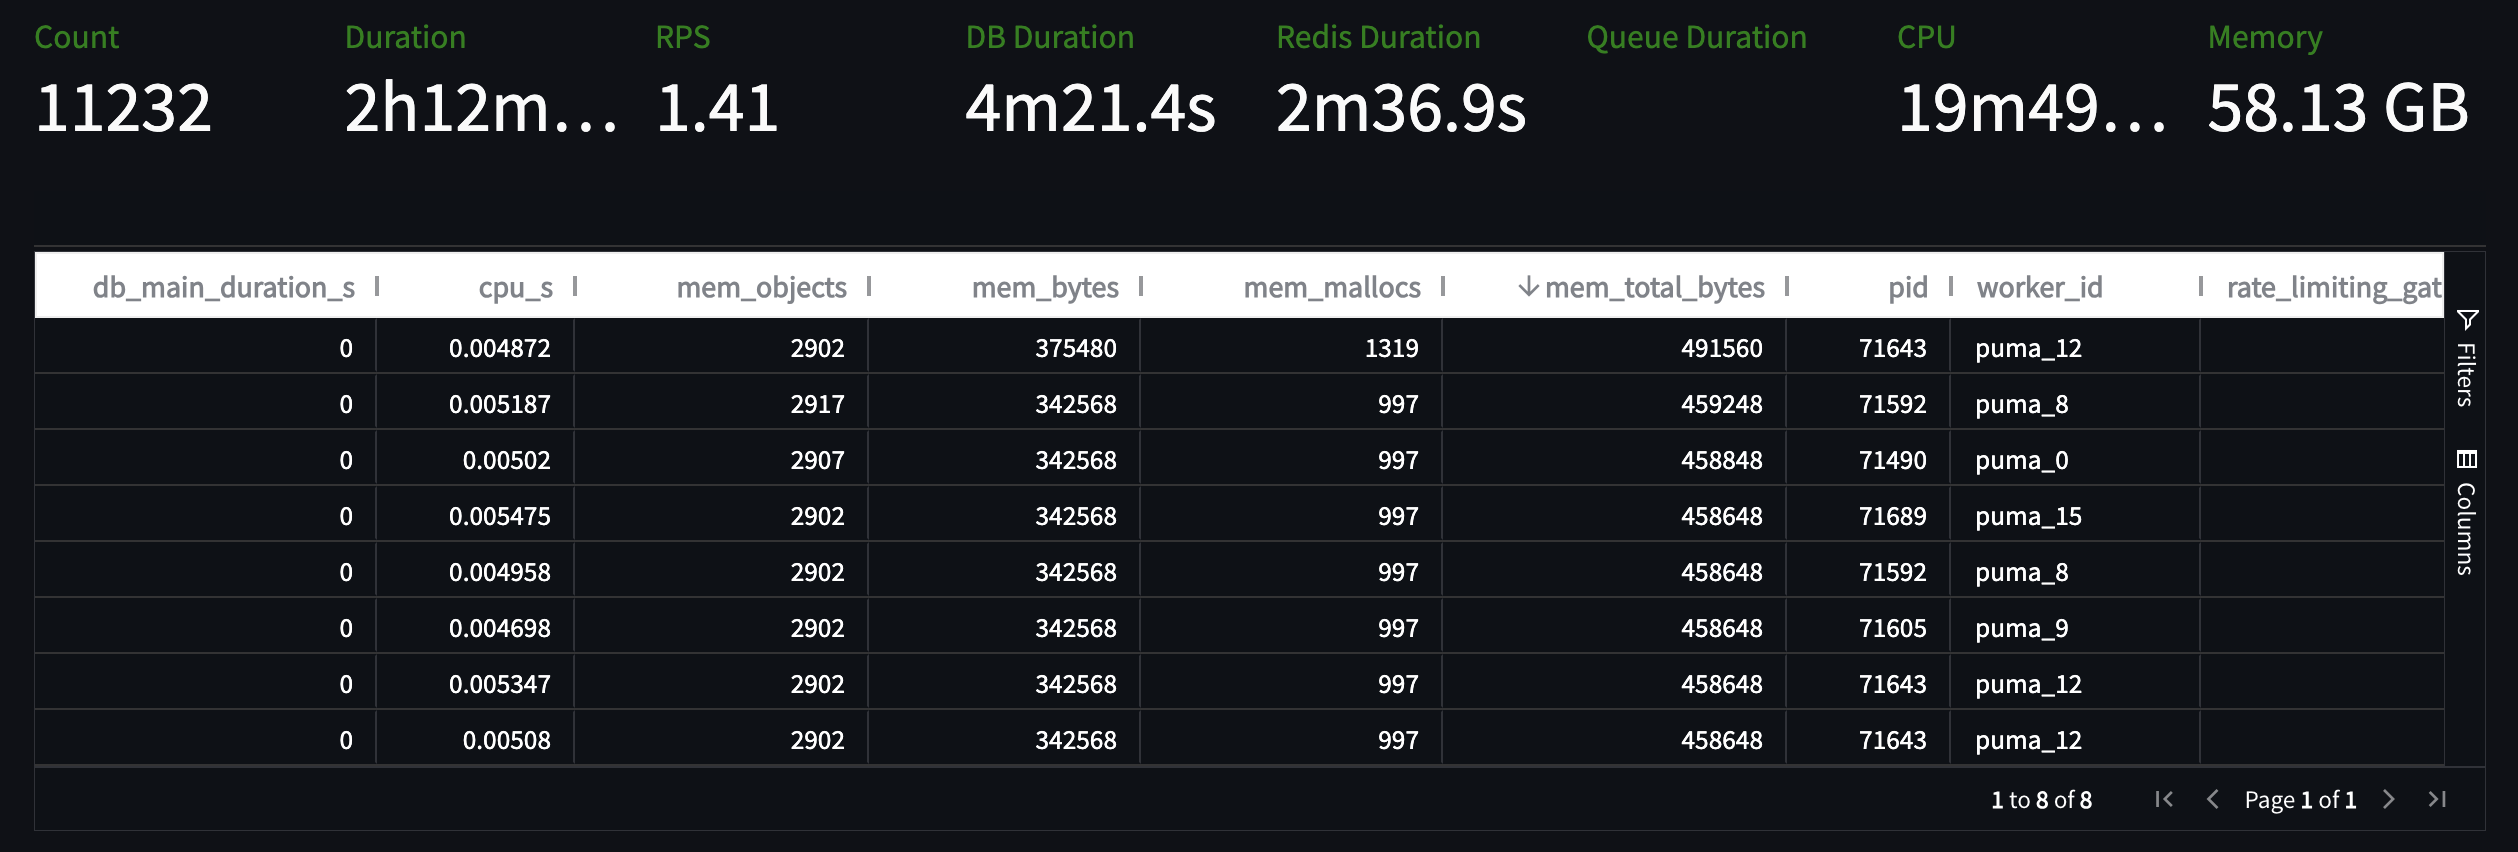 Count Duration RPS DB Duration Redis Duration Queue Duration CPU Memory
11232 2h12m... 1.41 4m21.4s 2m36.9s 19m49... 58.13 GB
db_main_duration_s cpu_s mem_objects mem_bytes mem_mallocs mem_total_bytes pid worker_id rate_limiting_gat
0 0.004872 2902 375480 1319 491560 71643 puma_12
0 0.005187 2917 342568 997 459248 71592 puma_8
0 0.00502 2907 342568 997 458848 71490 puma_0
0 0.005475 2902 342568 997 458648 71689 puma_15
0 0.004958 2902 342568 997 458648 71592 puma_8
0 0.004698 2902 342568 997 458648 71605 puma_9
0 0.005347 2902 342568 997 458648 71643 puma_12
0 0.00508 2902 342568 997 458648 71643 puma_12
Filters
Columns
1 to 8 of 8 Page 1 of 1